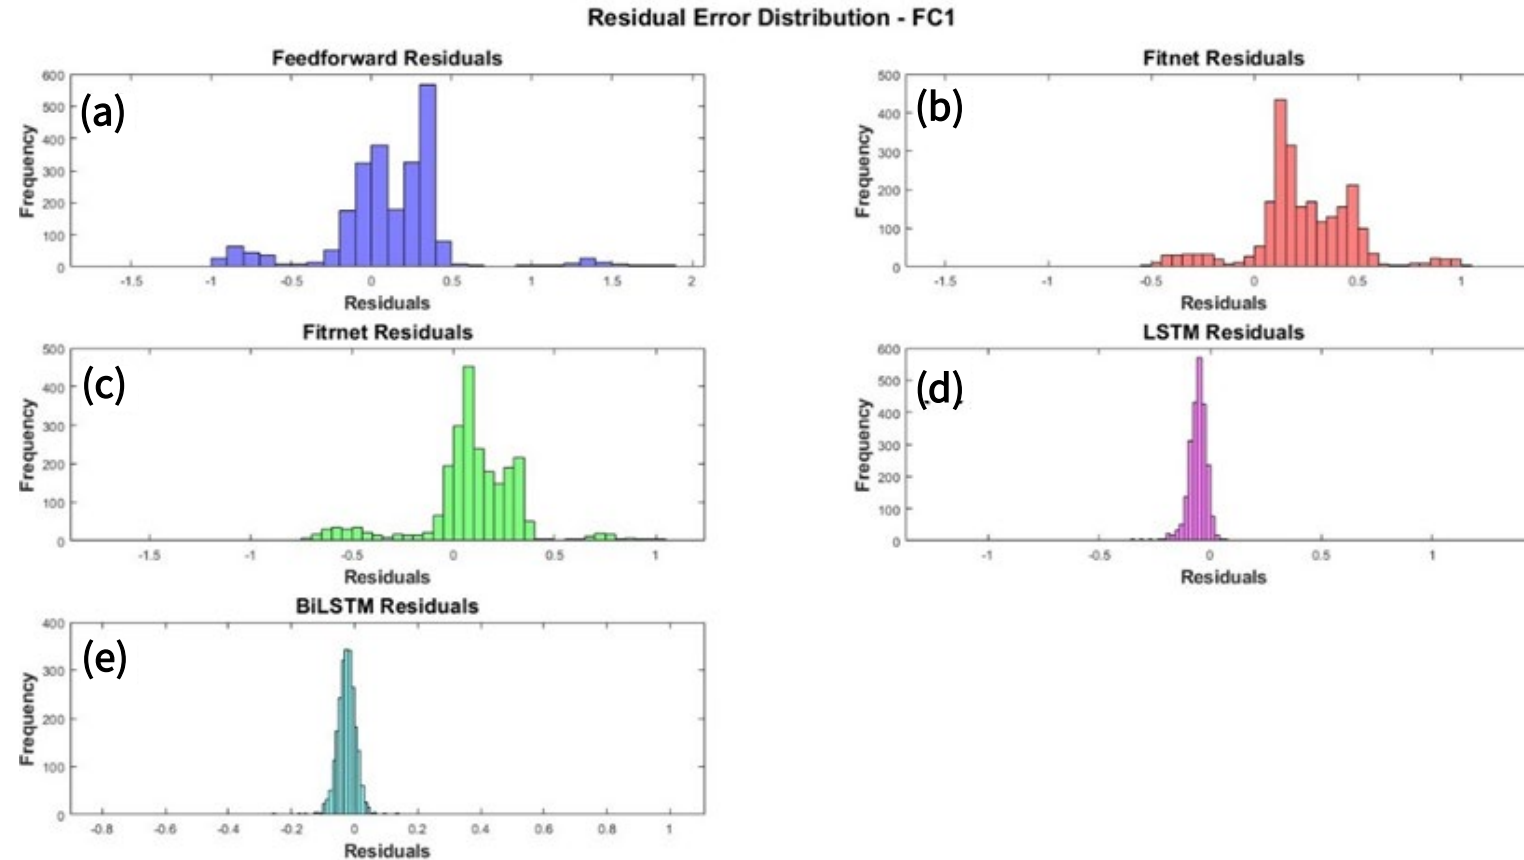 Residual Error Distribution - FC1
Feedforward Residuals
(a)
Frequency
600
500
400
300
200
100
0
-1.5 -1 -0.5 0 0.5 1 1.5 2
Residuals
Fitnet Residuals
(b)
Frequency
500
400
300
200
100
0
-1.5 -1 -0.5 0 0.5 1
Residuals
Fitrnet Residuals
(c)
Frequency
500
400
300
200
100
0
-1.5 -1 -0.5 0 0.5 1
Residuals
LSTM Residuals
(d)
Frequency
600
500
400
300
200
100
0
-1 -0.5 0 0.5 1
Residuals
BiLSTM Residuals
(e)
Frequency
400
300
200
100
0
-0.8 -0.6 -0.4 -0.2 0 0.2 0.4 0.6 0.8 1
Residuals